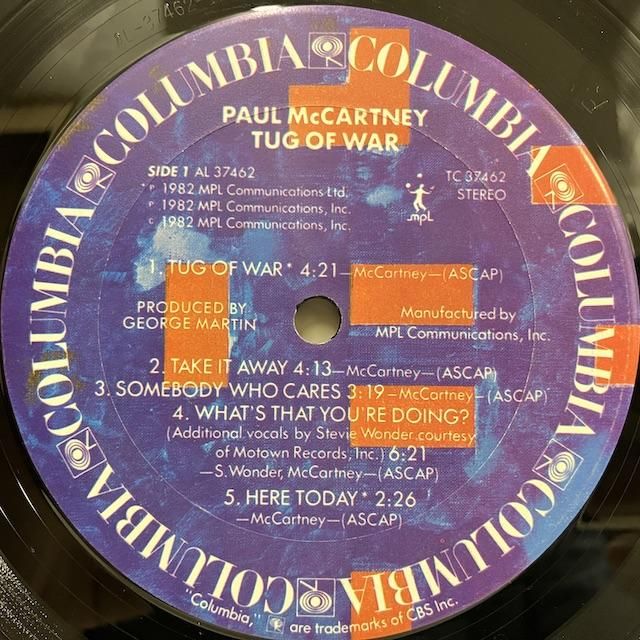 AL-37462
COLUMBIA COLUMBIA COLUMBIA COLUMBIA COLUMBIA COLUMBIA COLUMBIA COLUMBIA
PAUL McCARTNEY
TUG OF WAR
SIDE 1 AL 37462
TC 37462
STEREO
℗ 1982 MPL Communications Ltd.
℗ 1982 MPL Communications, Inc.
© 1982 MPL Communications, Inc.
mpL
1. TUG OF WAR* 4:21—McCartney—(ASCAP)
PRODUCED BY
GEORGE MARTIN
Manufactured by
MPL Communications, Inc.
2. TAKE IT AWAY 4:13—McCartney—(ASCAP)
3. SOMEBODY WHO CARES 3:19—McCartney—(ASCAP)
4. WHAT'S THAT YOU'RE DOING?
(Additional vocals by Stevie Wonder courtesy
of Motown Records, Inc.) 6:21
—S. Wonder, McCartney—(ASCAP)
5. HERE TODAY* 2:26
—McCartney—(ASCAP)
"Columbia," are trademarks of CBS Inc.